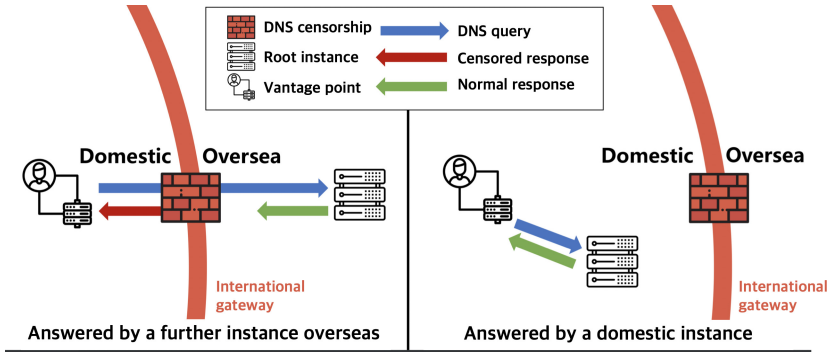 DNS censorship
DNS query
Root instance
Censored response
Vantage point
Normal response
Domestic Oversea
International
gateway
Answered by a further instance overseas
Domestic Oversea
International
gateway
Answered by a domestic instance